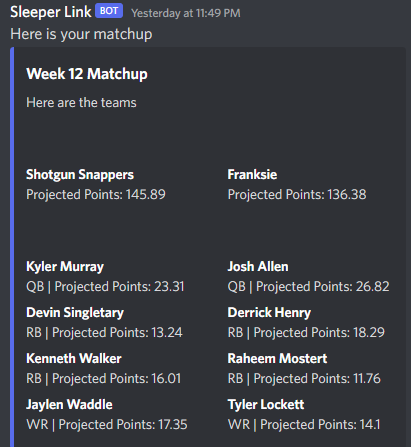 Sleeper Link BOT Yesterday at 11:49 PM
Here is your matchup
Week 12 Matchup
Here are the teams
Shotgun Snappers Franksie
Projected Points: 145.89 Projected Points: 136.38
Kyler Murray Josh Allen
QB | Projected Points: 23.31 QB | Projected Points: 26.82
Devin Singletary Derrick Henry
RB | Projected Points: 13.24 RB | Projected Points: 18.29
Kenneth Walker Raheem Mostert
RB | Projected Points: 16.01 RB | Projected Points: 11.76
Jaylen Waddle Tyler Lockett
WR | Projected Points: 17.35 WR | Projected Points: 14.1